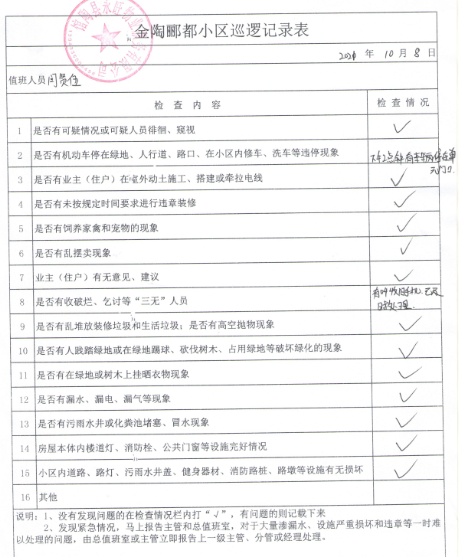 金陶郦都小区巡逻记录表
年 10 月 8 日
值班人员
检 查 内 容 检 查 情 况
1 是否有可疑情况或可疑人员徘徊、窥视 ✓
2 是否有机动车停在绿地、人行道、路口、在小区内修车、洗车等违停现象
3 是否有业主（住户）在室外动土施工、搭建或牵拉电线 ✓
4 是否有未按规定时间要求进行违章装修 ✓
5 是否有饲养家禽和宠物的现象 ✓
6 是否有乱摆卖现象 ✓
7 业主（住户）有无意见、建议 ✓
8 是否有收破烂、乞讨等“三无”人员
9 是否有乱堆放装修垃圾和生活垃圾；是否有高空抛物现象 ✓
10 是否有人践踏绿地或在绿地踢球、砍伐树木、占用绿地等破坏绿化的现象 ✓
11 是否有在绿地或树木上挂晒衣物现象 ✓
12 是否有漏水、漏电、漏气等现象 ✓
13 是否有污雨水井或化粪池堵塞、冒水现象 ✓
14 房屋本体内楼道灯、消防栓、公共门窗等设施完好情况 ✓
15 小区内道路、路灯、污雨水井盖、健身器材、消防路桩、路墩等设施有无损坏 ✓
16 其他
说明：1、没有发现问题的在检查情况栏内打“√”，有问题的则记载下来
2、发现紧急情况，马上报告主管和总值班室，对于大量渗漏水、设施严重损坏和违章等一时难
以处理的问题，由总值班室或主管立即报告上一级主管、分管或经理处理。